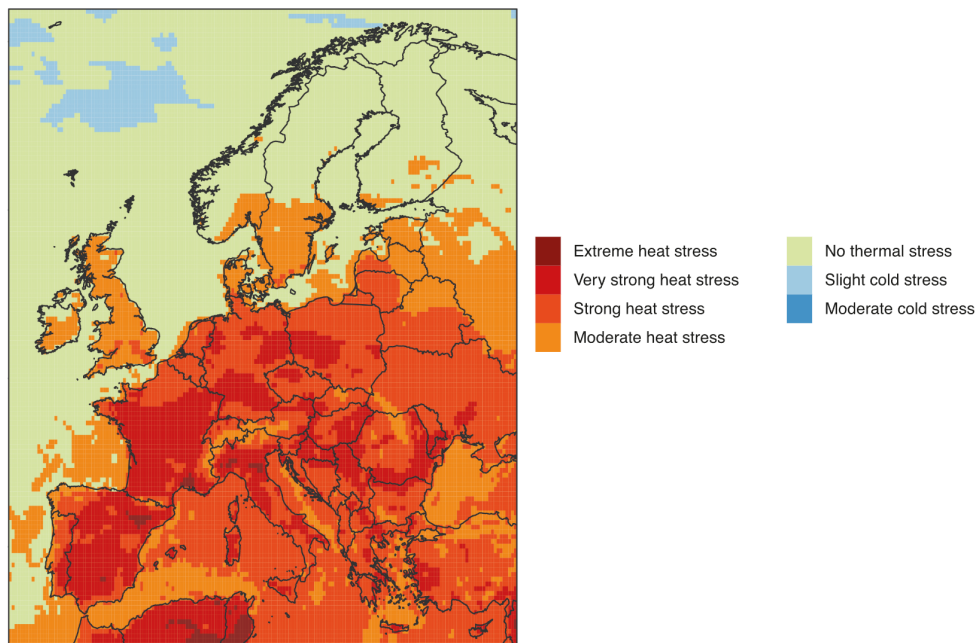 Extreme heat stress
Very strong heat stress
Strong heat stress
Moderate heat stress
No thermal stress
Slight cold stress
Moderate cold stress